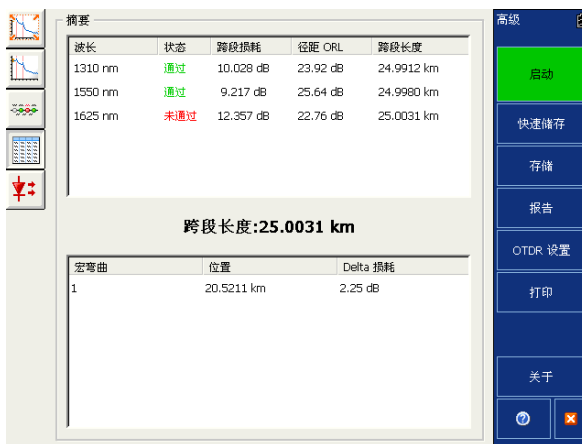 摘要
波长 状态 跨段损耗 径距 ORL 跨段长度
1310 nm 通过 10.028 dB 23.92 dB 24.9912 km
1550 nm 通过 9.217 dB 25.64 dB 24.9980 km
1625 nm 未通过 12.357 dB 22.76 dB 25.0031 km
跨段长度:25.0031 km
宏弯曲 位置 Delta 损耗
1 20.5211 km 2.25 dB
高级
启动
快速储存
存储
报告
OTDR 设置
打印
关于